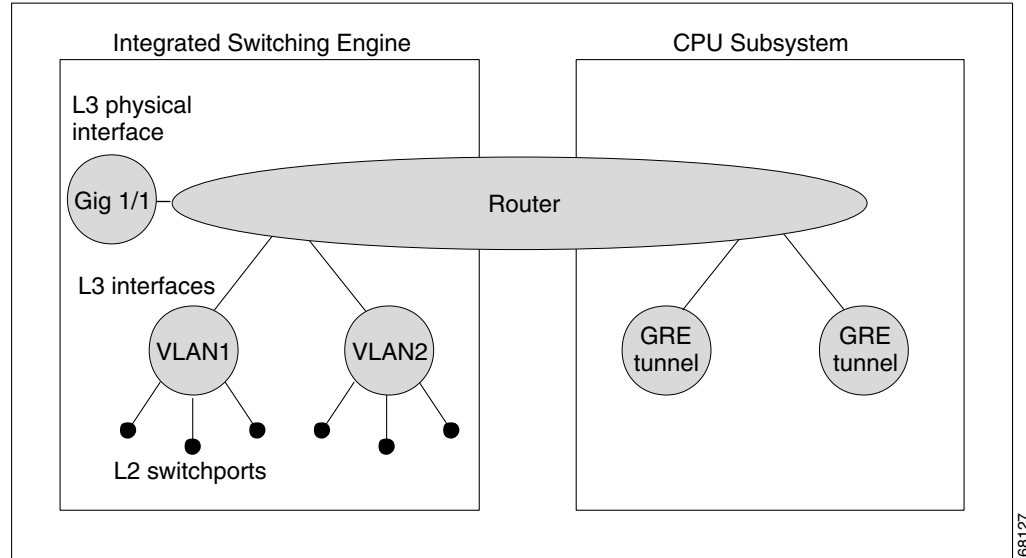 Integrated Switching Engine
CPU Subsystem
L3 physical
interface
Gig 1/1
Router
L3 interfaces
VLAN1
VLAN2
GRE
tunnel
GRE
tunnel
L2 switchports
68127